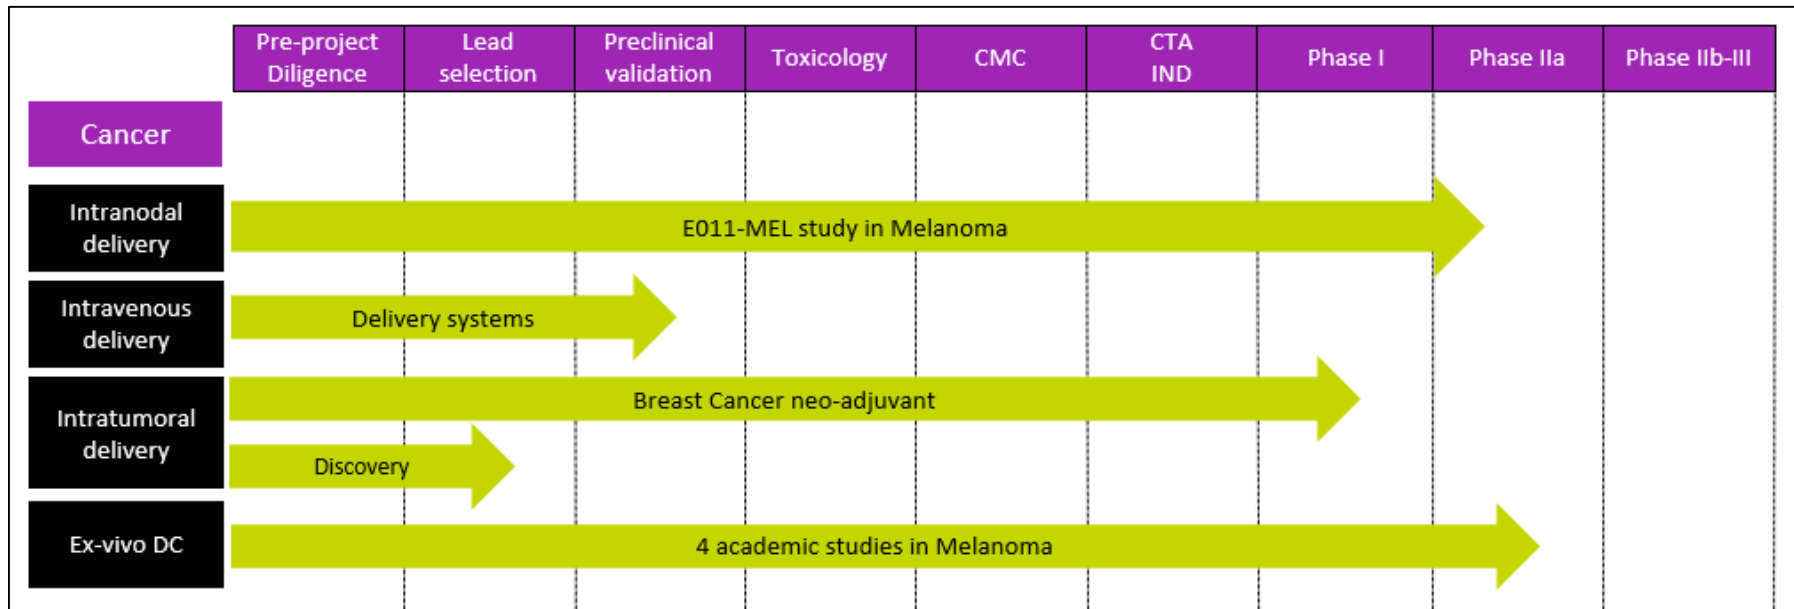 Pre-project
Diligence
Lead
selection
Preclinical
validation
Toxicology
CMC
CTA
IND
Phase I
Phase IIa
Phase IIb-III
Cancer
Intranodal
delivery
E011-MEL study in Melanoma
Intravenous
delivery
Delivery systems
Intratumoral
delivery
Breast Cancer neo-adjuvant
Discovery
Ex-vivo DC
4 academic studies in Melanoma